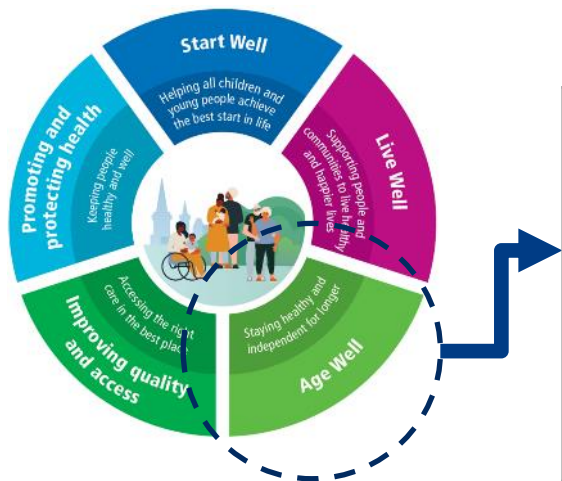 Start Well
Helping all children and
young people achieve
the best start in life
Live Well
Supporting people and
communities to live healthy
and happier lives
Age Well
Staying healthy and
independent for longer
Improving quality
and access
Accessing the right
care in the best place
Promoting and
protecting health
Keeping people
healthy and well